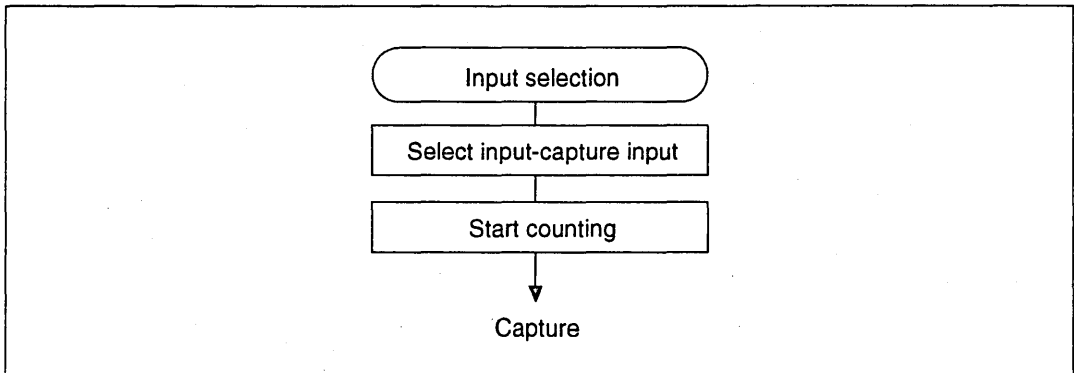 Input selection
Select input-capture input
Start counting
Capture